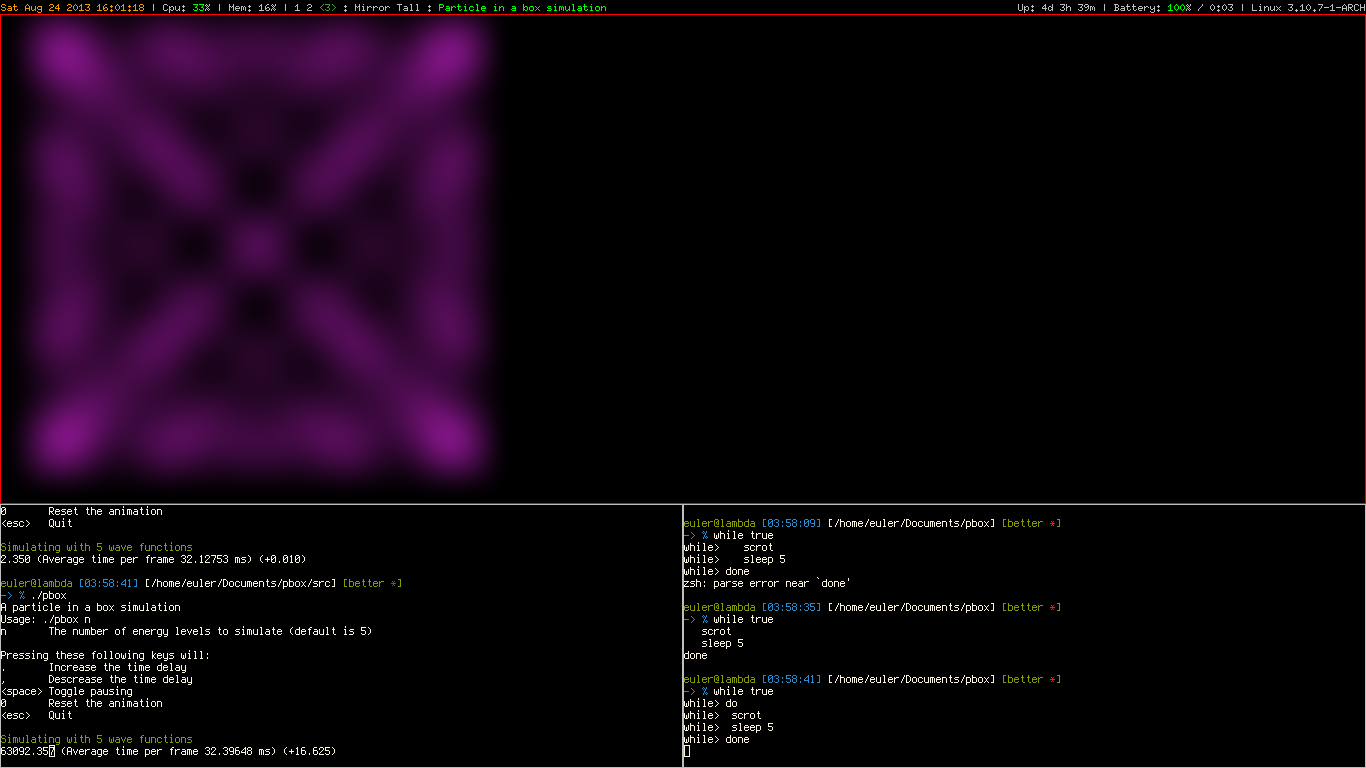 Sat Aug 24 2013 16:01:18 | Cpu: 33% | Mem: 16% | 1 2 <3> : Mirror Tall : Particle in a box simulation Up: 4d 3h 39m | Battery: 100% / 0:03 | Linux 3.10.7-1-ARCH
0 Reset the animation
<esc> Quit
Simulating with 5 wave functions
2.350 (Average time per frame 32.12753 ms) (+0.010)
euler@lambda [03:58:41] [/home/euler/Documents/pbox/src] [better *]
-> % ./pbox
A particle in a box simulation
Usage: ./pbox n
n The number of energy levels to simulate (default is 5)
Pressing these following keys will:
. Increase the time delay
, Descrease the time delay
<space> Toggle pausing
0 Reset the animation
<esc> Quit
Simulating with 5 wave functions
63092.357 (Average time per frame 32.39648 ms) (+16.625)
euler@lambda [03:58:09] [/home/euler/Documents/pbox] [better *]
-> % while true
while> scrot
while> sleep 5
while> done
zsh: parse error near `done'
euler@lambda [03:58:35] [/home/euler/Documents/pbox] [better *]
-> % while true
scrot
sleep 5
done
euler@lambda [03:58:41] [/home/euler/Documents/pbox] [better *]
-> % while true
while> do
while> scrot
while> sleep 5
while> done